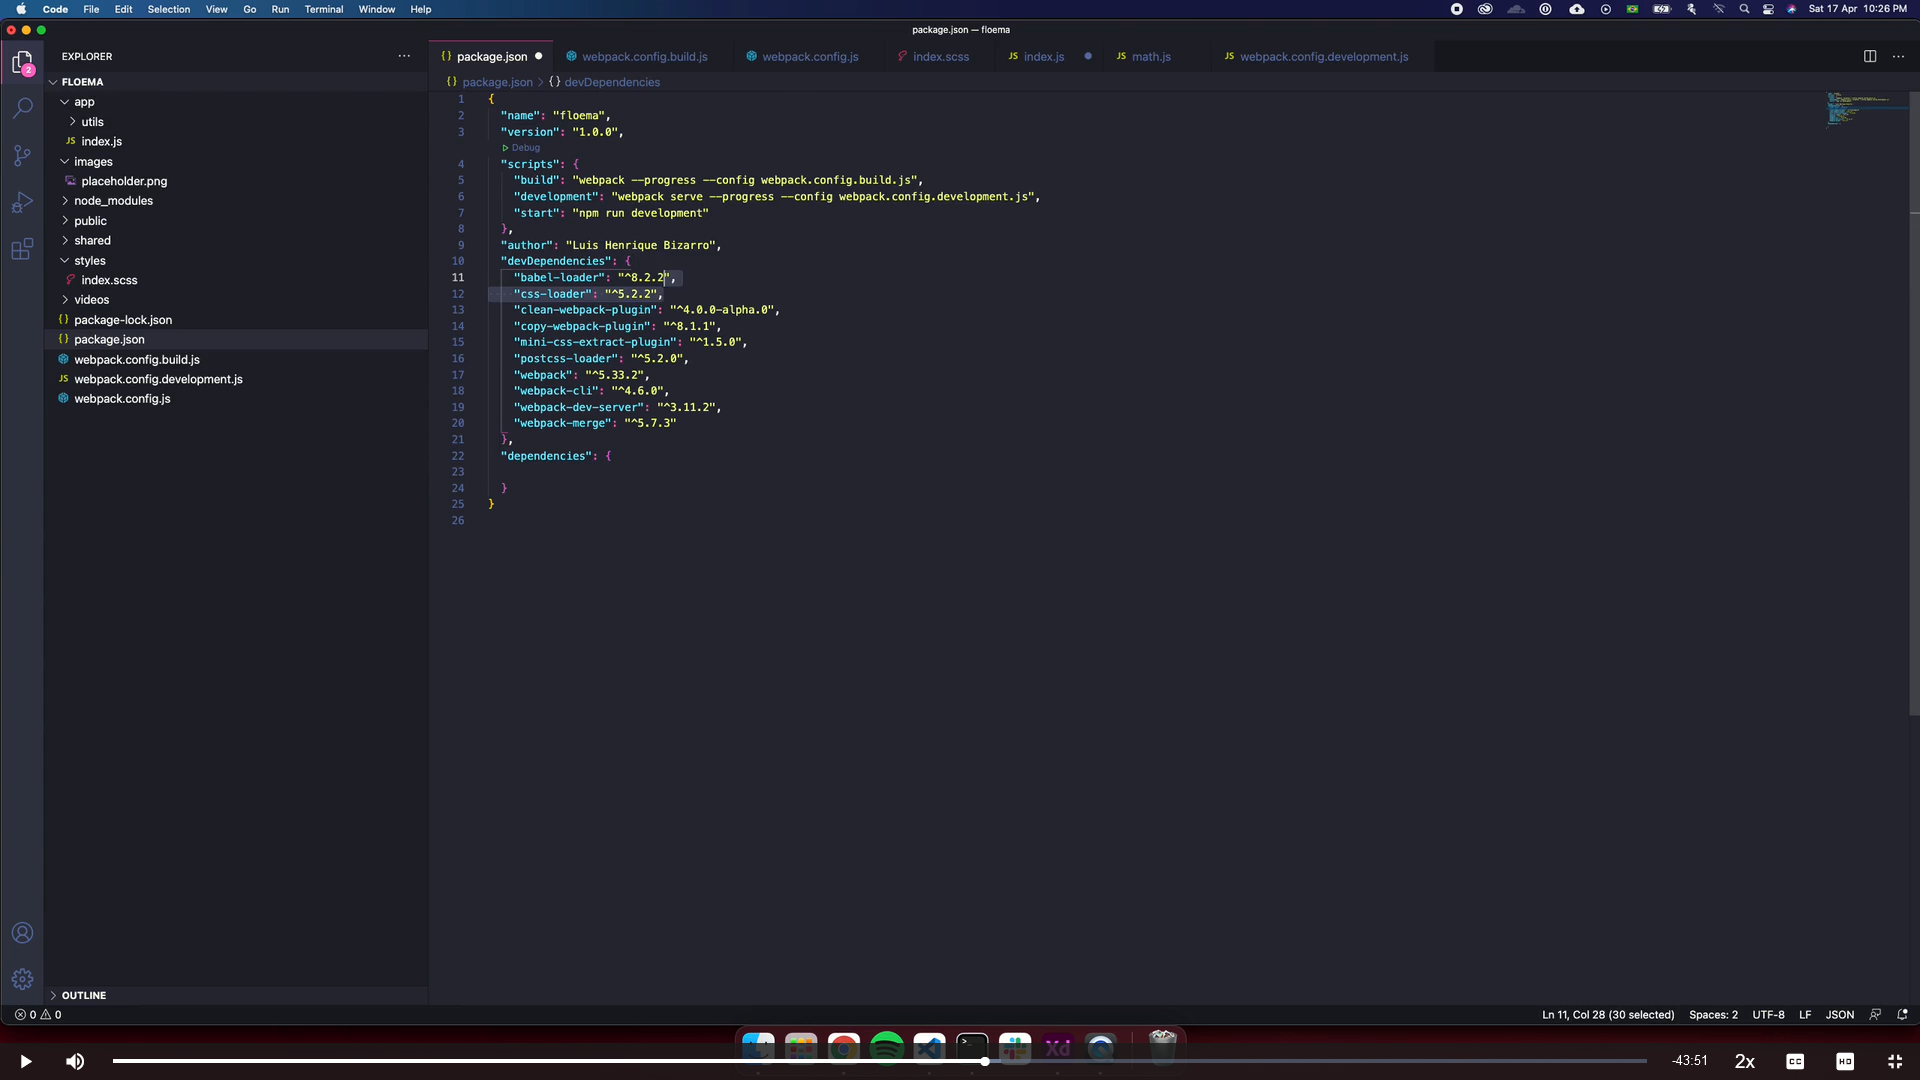 Code File Edit Selection View Go Run Terminal Window Help Sat 17 Apr 10:26 PM
package.json — floema
2
EXPLORER
FLOEMA
app
utils
index.js
images
placeholder.png
node_modules
public
shared
styles
index.scss
videos
package-lock.json
package.json
webpack.config.build.js
webpack.config.development.js
webpack.config.js
OUTLINE
package.json webpack.config.build.js webpack.config.js index.scss index.js math.js webpack.config.development.js
package.json > {} devDependencies
1 {
2 "name": "floema",
3 "version": "1.0.0",
Debug
4 "scripts": {
5 "build": "webpack --progress --config webpack.config.build.js",
6 "development": "webpack serve --progress --config webpack.config.development.js",
7 "start": "npm run development"
8 },
9 "author": "Luis Henrique Bizarro",
10 "devDependencies": {
11 "babel-loader": "^8.2.2",
12 "css-loader": "^5.2.2",
13 "clean-webpack-plugin": "^4.0.0-alpha.0",
14 "copy-webpack-plugin": "^8.1.1",
15 "mini-css-extract-plugin": "^1.5.0",
16 "postcss-loader": "^5.2.0",
17 "webpack": "^5.33.2",
18 "webpack-cli": "^4.6.0",
19 "webpack-dev-server": "^3.11.2",
20 "webpack-merge": "^5.7.3"
21 },
22 "dependencies": {
23
24 }
25 }
26
0 0 Ln 11, Col 28 (30 selected) Spaces: 2 UTF-8 LF JSON
Xd
-43:51 2x CC HD